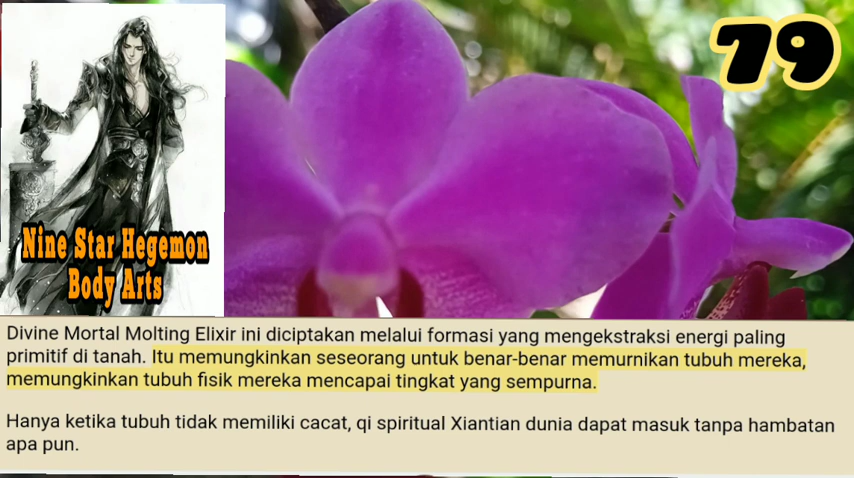 79
Nine Star Hegemon
Body Arts
Divine Mortal Molting Elixir ini diciptakan melalui formasi yang mengekstraksi energi paling
primitif di tanah. Itu memungkinkan seseorang untuk benar-benar memurnikan tubuh mereka,
memungkinkan tubuh fisik mereka mencapai tingkat yang sempurna.
Hanya ketika tubuh tidak memiliki cacat, qi spiritual Xiantian dunia dapat masuk tanpa hambatan
apa pun.